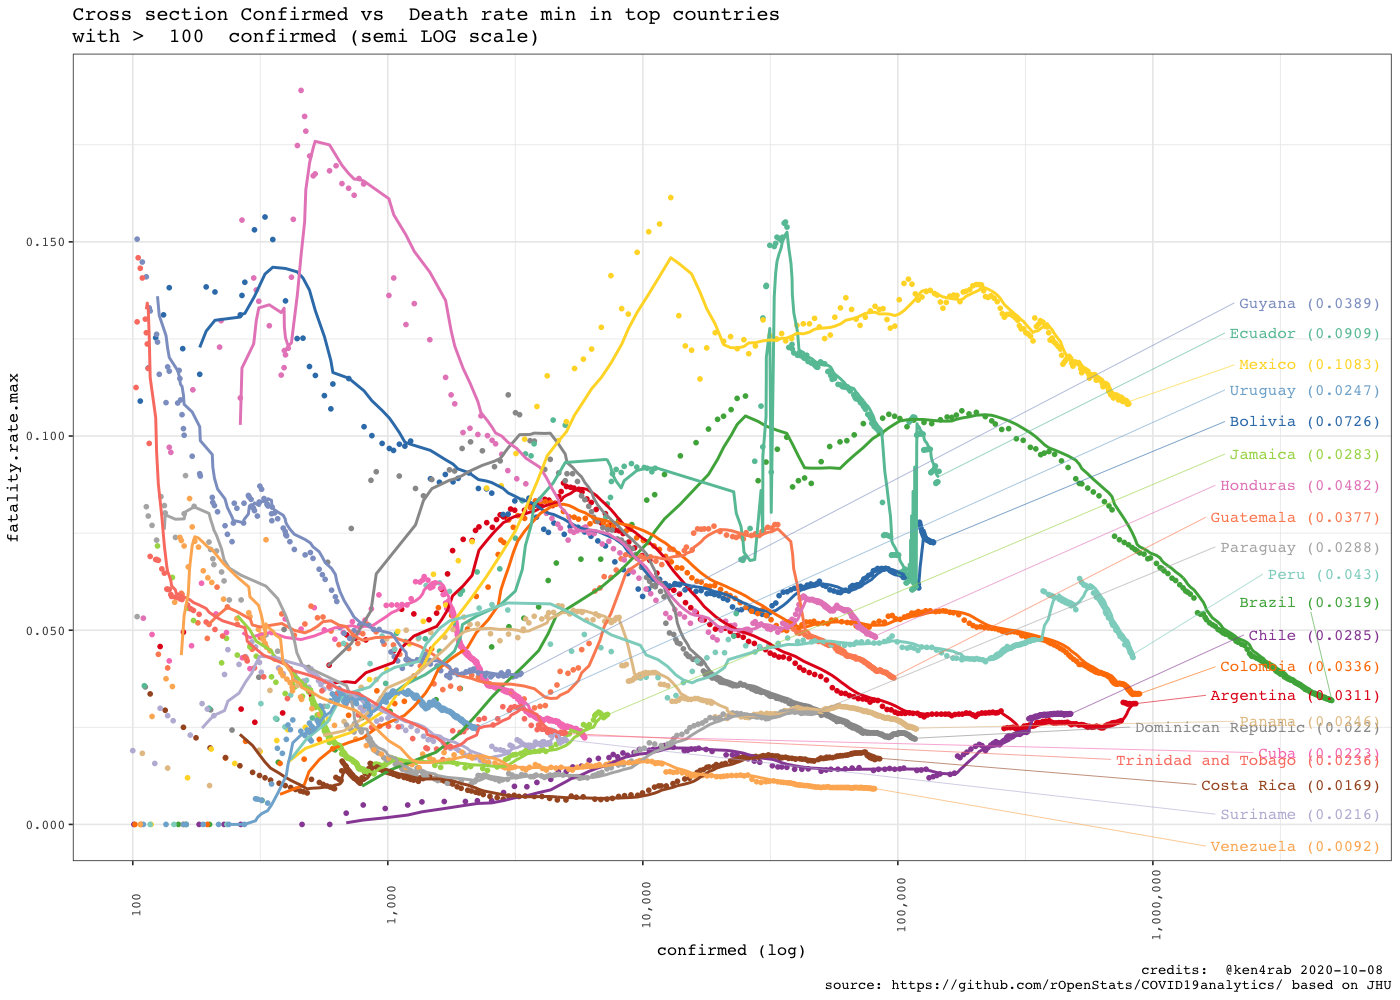 Cross section Confirmed vs  Death rate min in top countries
with >  100  confirmed (semi LOG scale)
fatality.rate.max
0.150
0.100
0.050
0.000
Guyana (0.0389)
Ecuador (0.0909)
Mexico (0.1083)
Uruguay (0.0247)
Bolivia (0.0726)
Jamaica (0.0283)
Honduras (0.0482)
Guatemala (0.0377)
Paraguay (0.0288)
Peru (0.043)
Brazil (0.0319)
Chile (0.0285)
Colombia (0.0336)
Argentina (0.0311)
Panama (0.0246)
Dominican Republic (0.022)
Cuba (0.0223)
Trinidad and Tobago (0.0236)
Costa Rica (0.0169)
Suriname (0.0216)
Venezuela (0.0092)
100
1,000
10,000
100,000
1,000,000
confirmed (log)
credits:  @ken4rab 2020-10-08
source: https://github.com/rOpenStats/COVID19analytics/ based on JHU